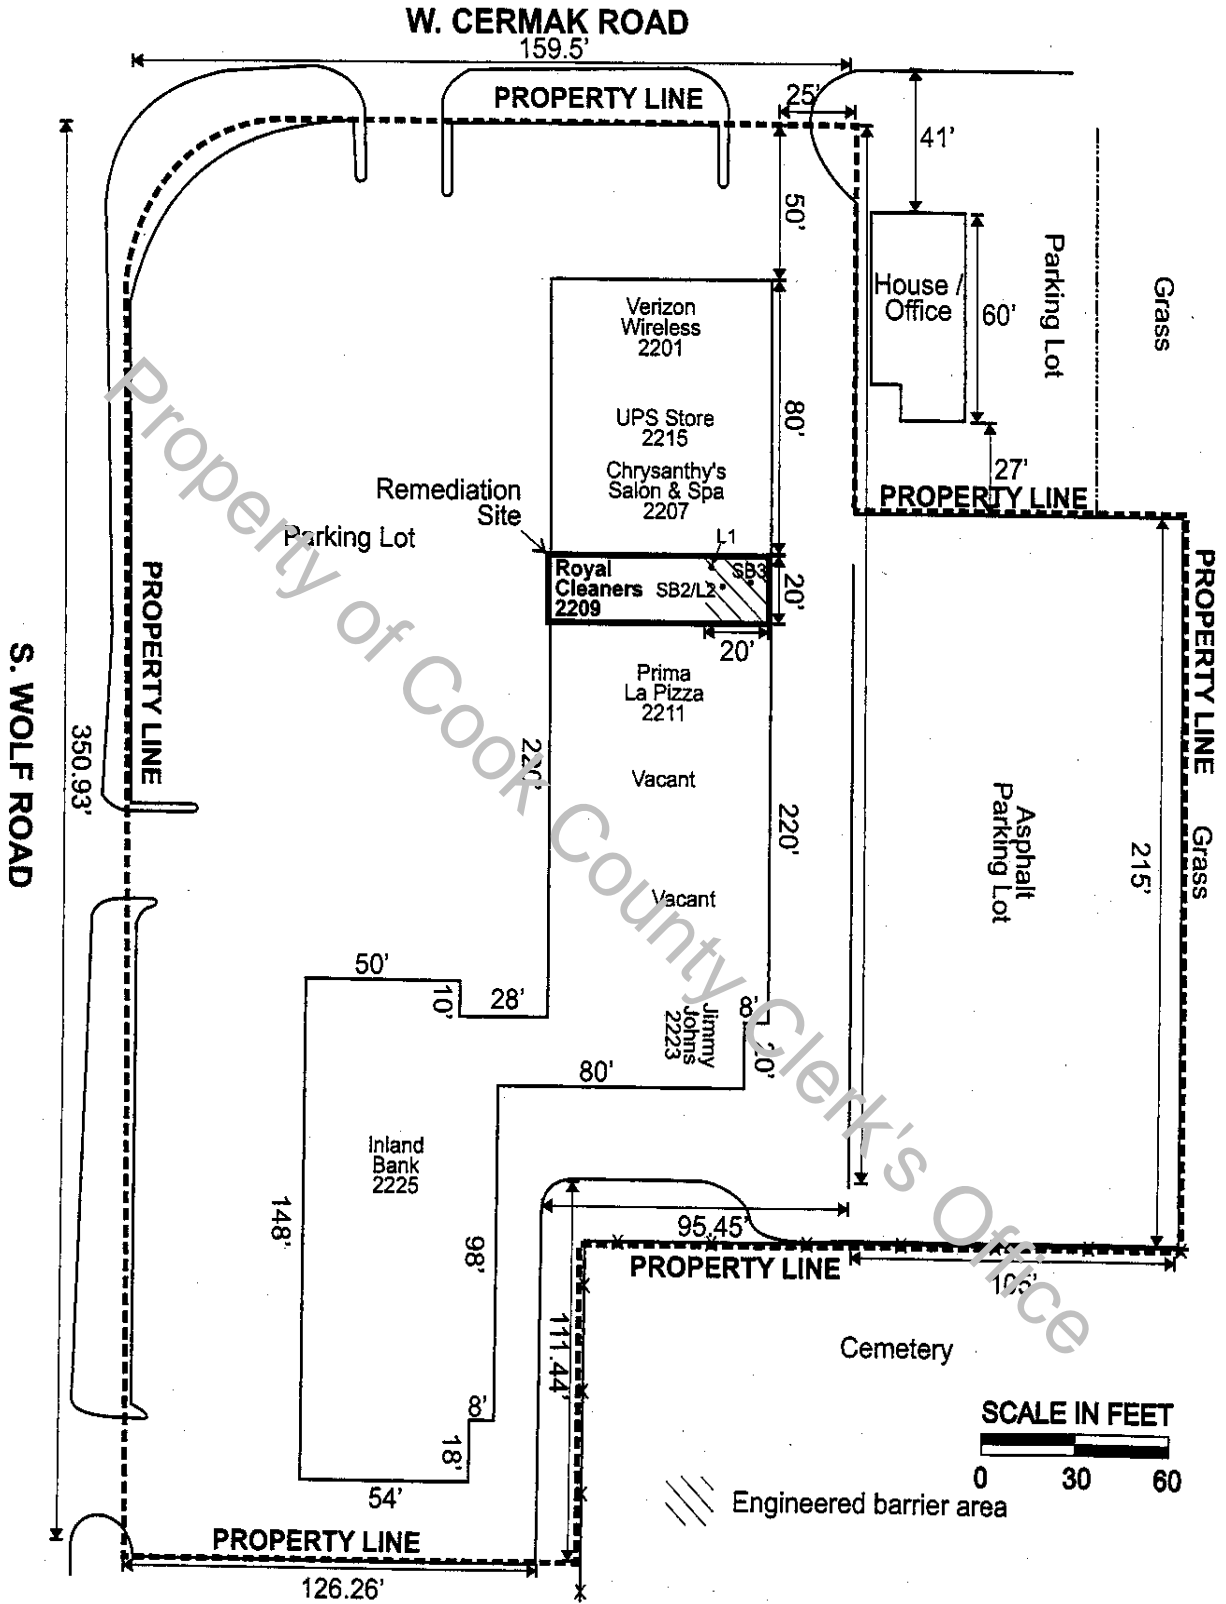 W. CERMAK ROAD
159.5'
PROPERTY LINE
25'
41'
50'
House /
Office
60'
Parking Lot
Grass
Verizon
Wireless
2201
80'
UPS Store
2215
Chrysanthy's
Salon & Spa
2207
27'
PROPERTY LINE
Remediation
Site
Parking Lot
L1
Royal
Cleaners
2209
SB2/L2
SB3
20'
20'
PROPERTY LINE
PROPERTY LINE
S. WOLF ROAD
350.93'
Prima
La Pizza
2211
220'
Vacant
220'
Vacant
Asphalt
Parking Lot
215'
Grass
50'
10'
28'
8'
Jimmy
Johns
2223
80'
Inland
Bank
2225
148'
98'
95.45'
PROPERTY LINE
105'
111.44'
Cemetery
8'
18'
54'
SCALE IN FEET
0 30 60
Engineered barrier area
PROPERTY LINE
126.26'
Property of Cook County Clerk's Office